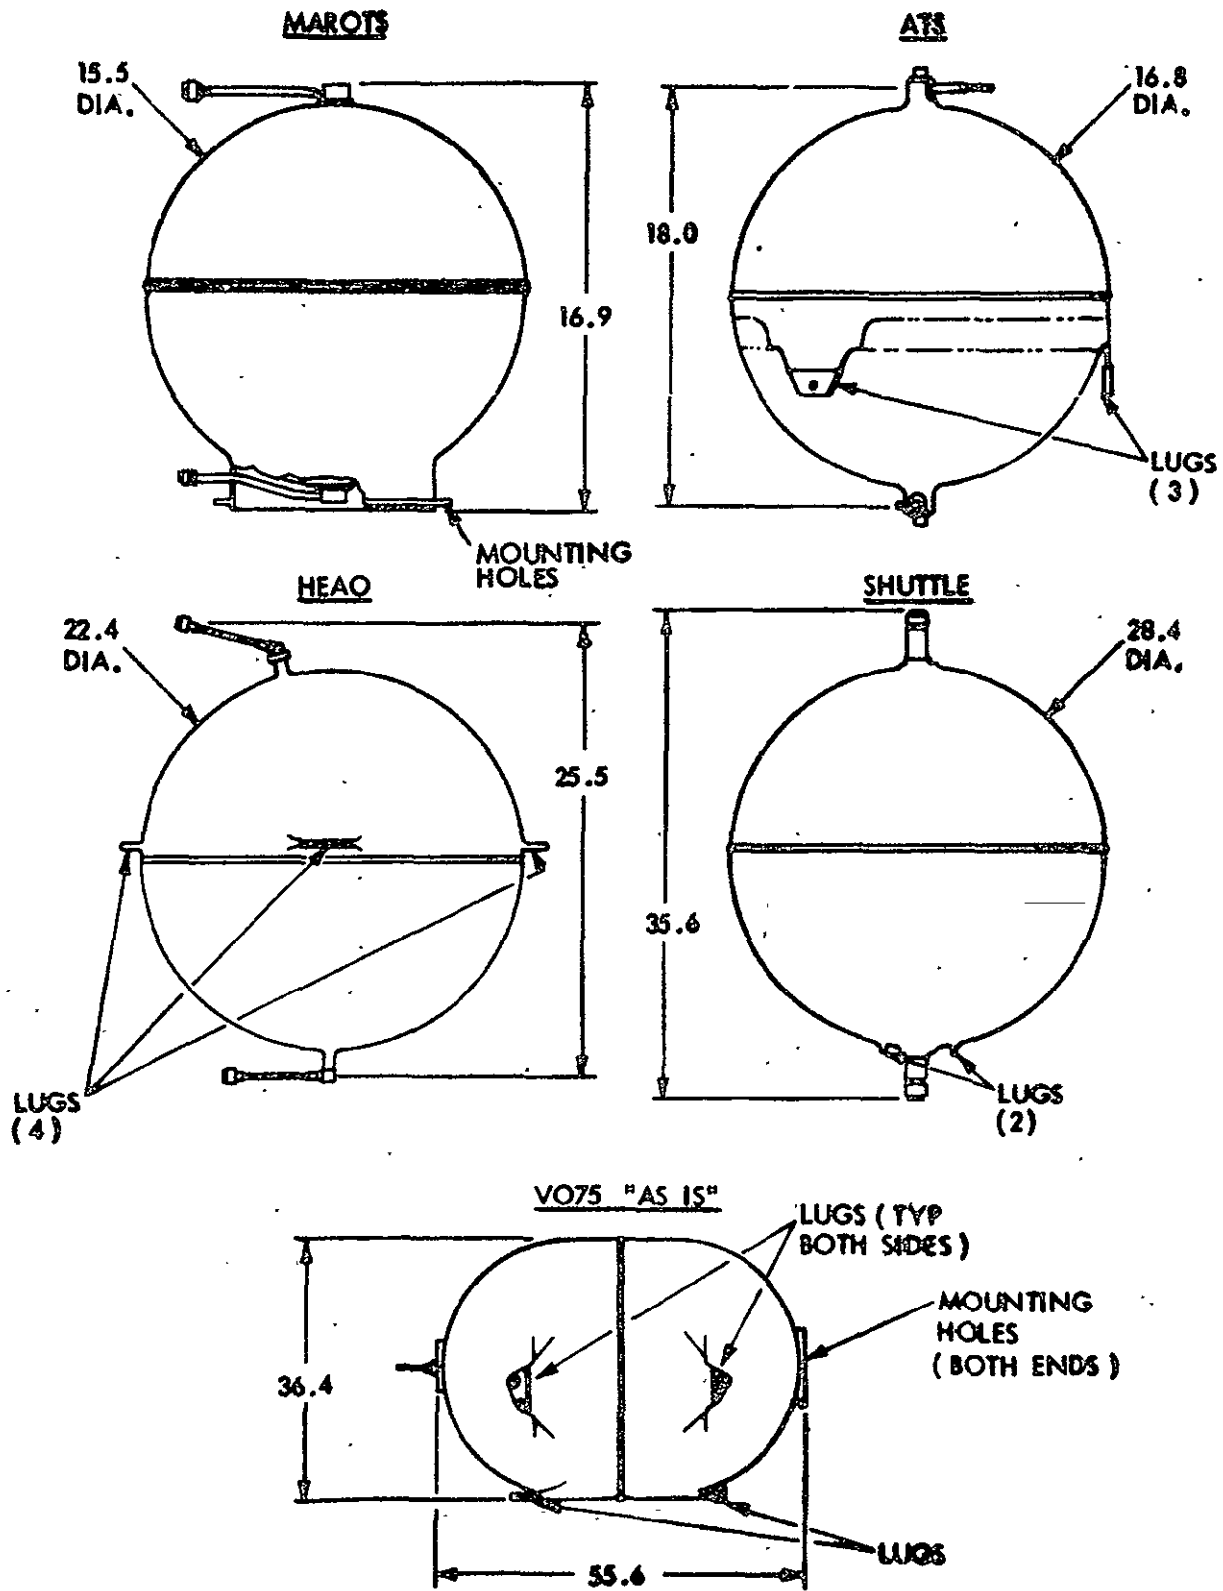 MAROTS
15.5
DIA.
16.9
MOUNTING
HOLES
ATS
16.8
DIA.
18.0
LUGS
(3)
HEAO
22.4
DIA.
25.5
LUGS
(4)
SHUTTLE
28.4
DIA.
35.6
LUGS
(2)
VO75 "AS IS"
LUGS (TYP
BOTH SIDES)
MOUNTING
HOLES
(BOTH ENDS)
36.4
LUGS
55.6